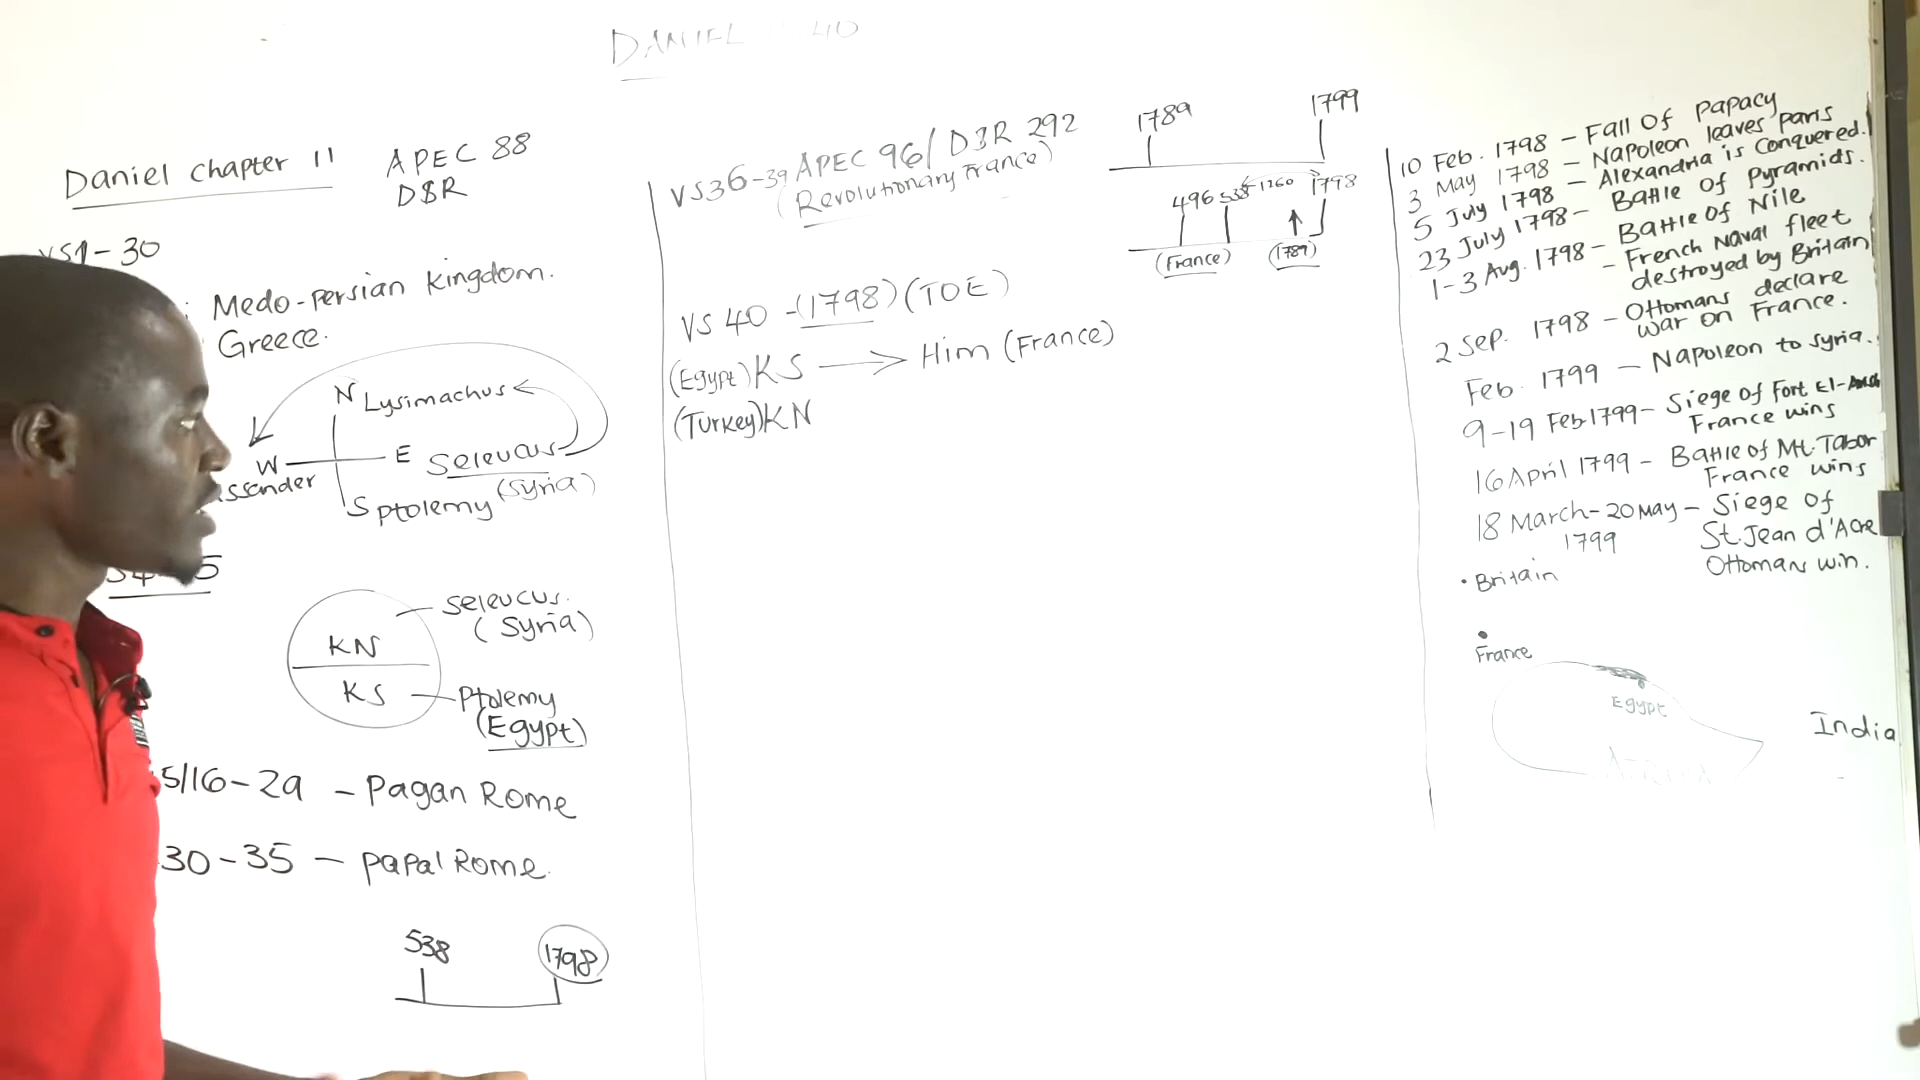 DANIEL 40
Daniel chapter 11
APEC 88
D&R
VS1-30
Medo-Persian Kingdom.
Greece.
N Lysimachus
W E Seleucus
(Syria)
ssander
S Ptolemy
KN
KS
Seleucus.
(Syria)
Ptolemy
(Egypt)
5/16-29 - Pagan Rome
30-35 - Papal Rome.
538 1798
VS36-39 APEC 96/ D&R 292
(Revolutionary France)
VS 40 -(1798)(TOE)
(Egypt)KS → Him (France)
(Turkey)KN
1789 1799
496 538 1260 1798
(France) (1789)
10 Feb. 1798 - Fall Of Papacy
3 May 1798 - Napoleon leaves Paris
5 July 1798 - Alexandria is Conquered.
23 July 1798 - Battle Of Pyramids.
1-3 Aug. 1798 - Battle Of Nile
- French Naval fleet
destroyed by Britain
2 Sep. 1798 - Ottomans declare
war on France.
Feb. 1799 - Napoleon to Syria.
9-19 Feb 1799 - Siege of Fort El-Arish
France wins
16 April 1799 - Battle of Mt. Tabor
France wins
18 March - 20 May - Siege of
1799 St. Jean d'Acre
Ottomans win.
• Britain
• France
Egypt
India